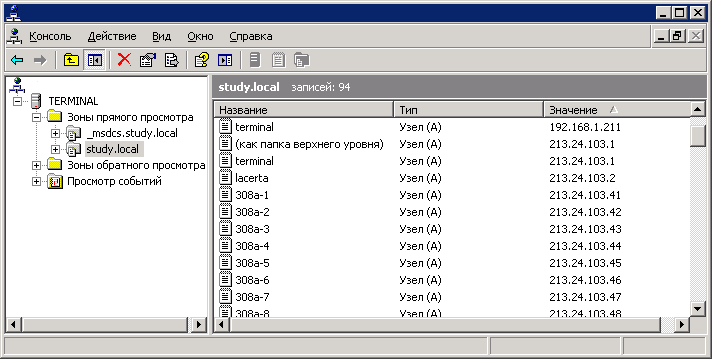 Консоль Действие Вид Окно Справка
TERMINAL
Зоны прямого просмотра
_msdcs.study.local
study.local
Зоны обратного просмотра
Просмотр событий
study.local записей: 94
Название Тип Значение
terminal Узел (A) 192.168.1.211
(как папка верхнего уровня) Узел (A) 213.24.103.1
terminal Узел (A) 213.24.103.1
lacerta Узел (A) 213.24.103.2
308a-1 Узел (A) 213.24.103.41
308a-2 Узел (A) 213.24.103.42
308a-3 Узел (A) 213.24.103.43
308a-4 Узел (A) 213.24.103.44
308a-5 Узел (A) 213.24.103.45
308a-6 Узел (A) 213.24.103.46
308a-7 Узел (A) 213.24.103.47
308a-8 Узел (A) 213.24.103.48